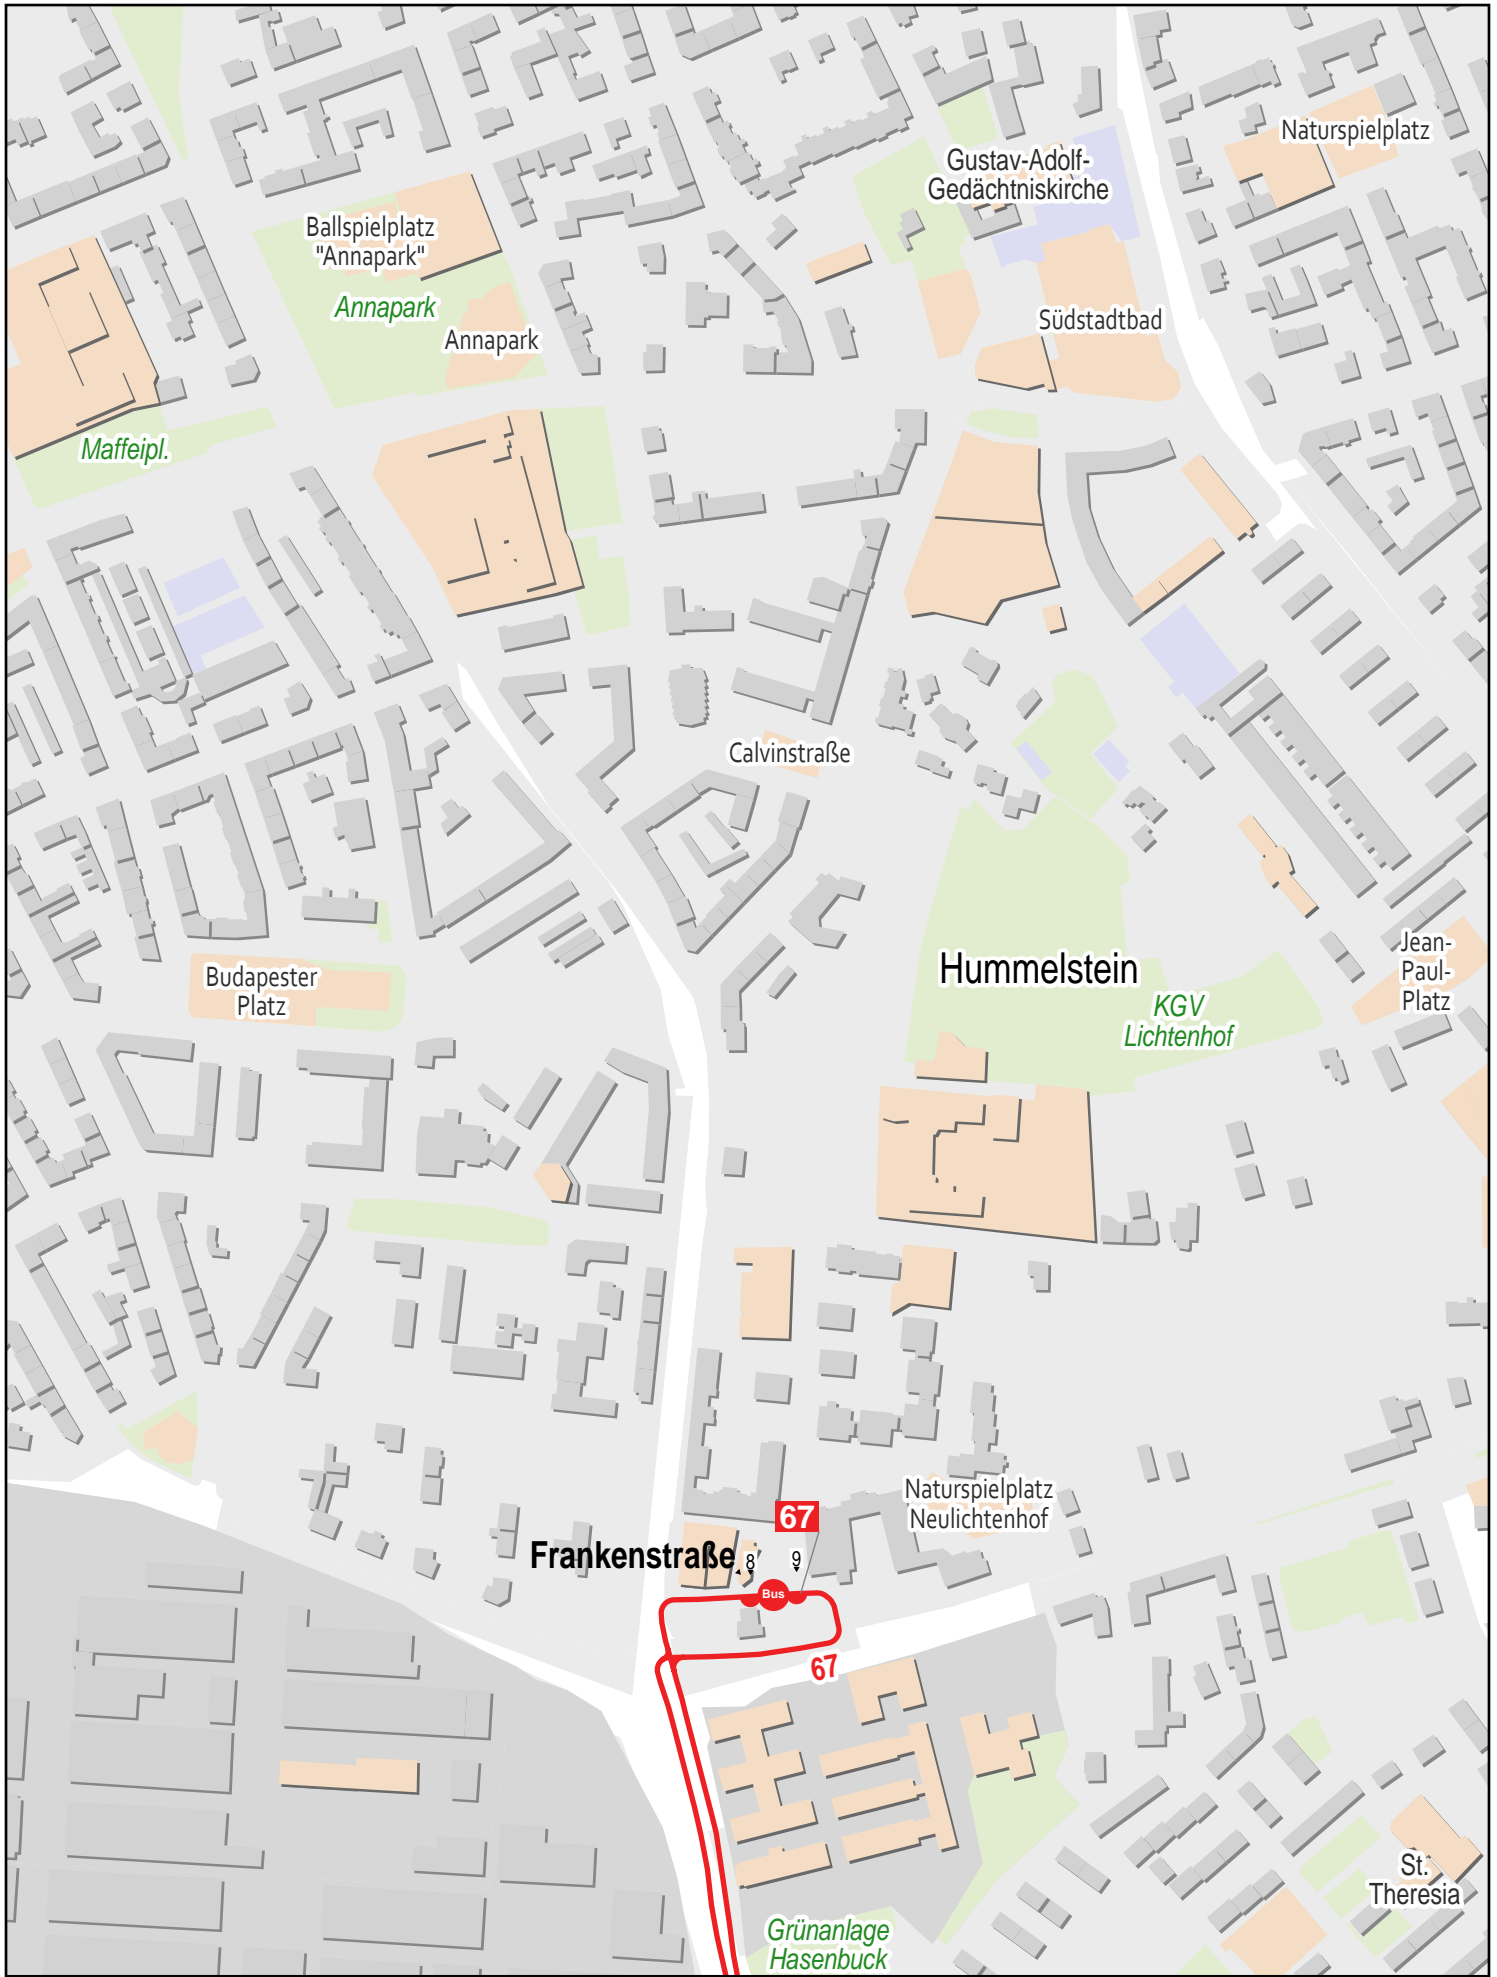 Naturspielplatz
Gustav-Adolf-
Gedächtniskirche
Ballspielplatz
"Annapark"
Annapark
Annapark
Südstadtbad
Maffeipl.
Calvinstraße
Hummelstein
Jean-
Paul-
Platz
Budapester
Platz
KGV
Lichtenhof
Naturspielplatz
Neulichtenhof
67
Frankenstraße
8
9
Bus
67
St.
Theresia
Grünanlage
Hasenbuck